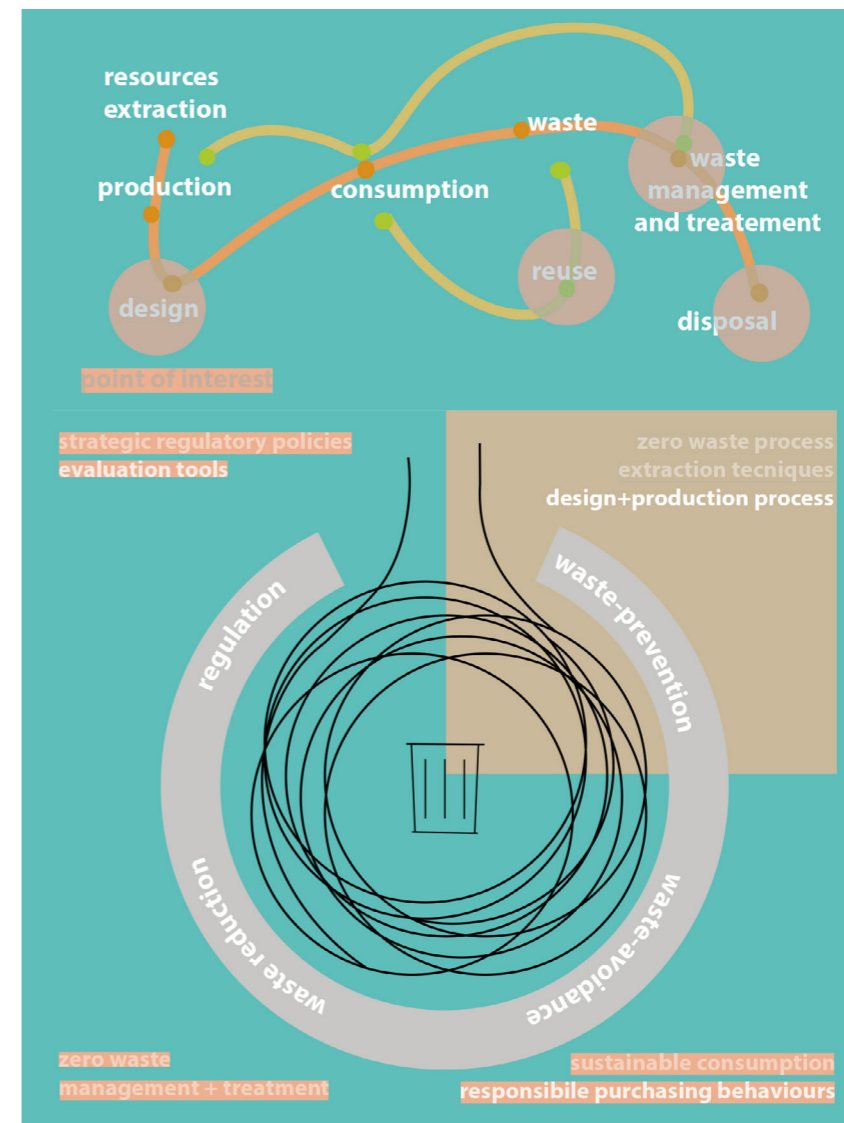 resources
extraction
waste
production
consumption
waste
management
and treatement
reuse
design
disposal
point of interest
strategic regulatory policies
evaluation tools
zero waste process
extraction tecniques
design+production process
regulation
waste-prevention
waste reduction
waste-avoidance
zero waste
management + treatment
sustainable consumption
responsibile purchasing behaviours